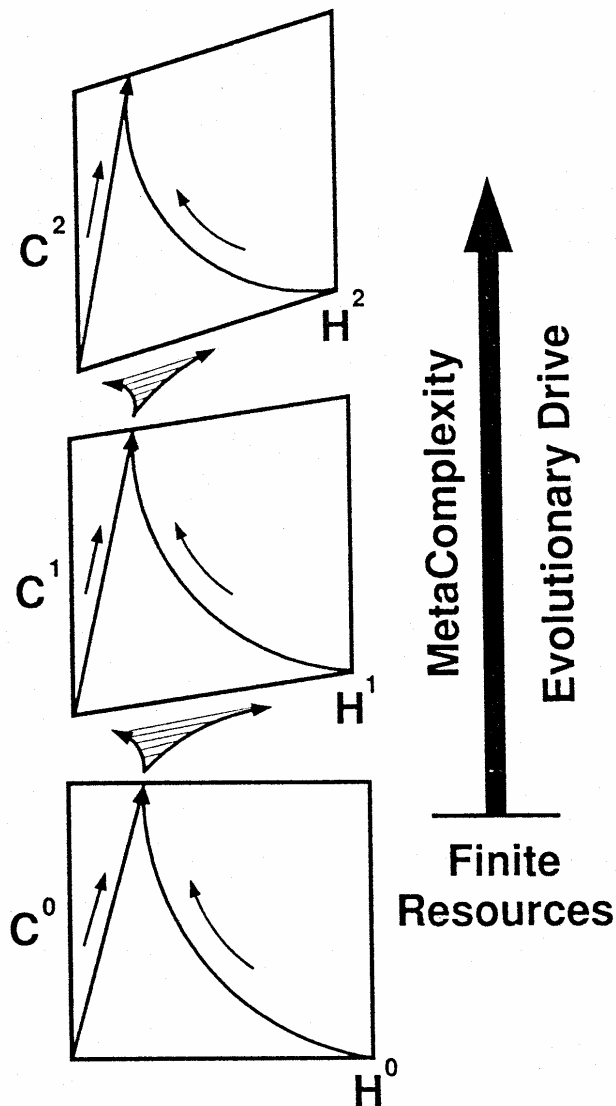 C²
H²
C¹
H¹
C⁰
H⁰
MetaComplexity
Evolutionary Drive
Finite
Resources